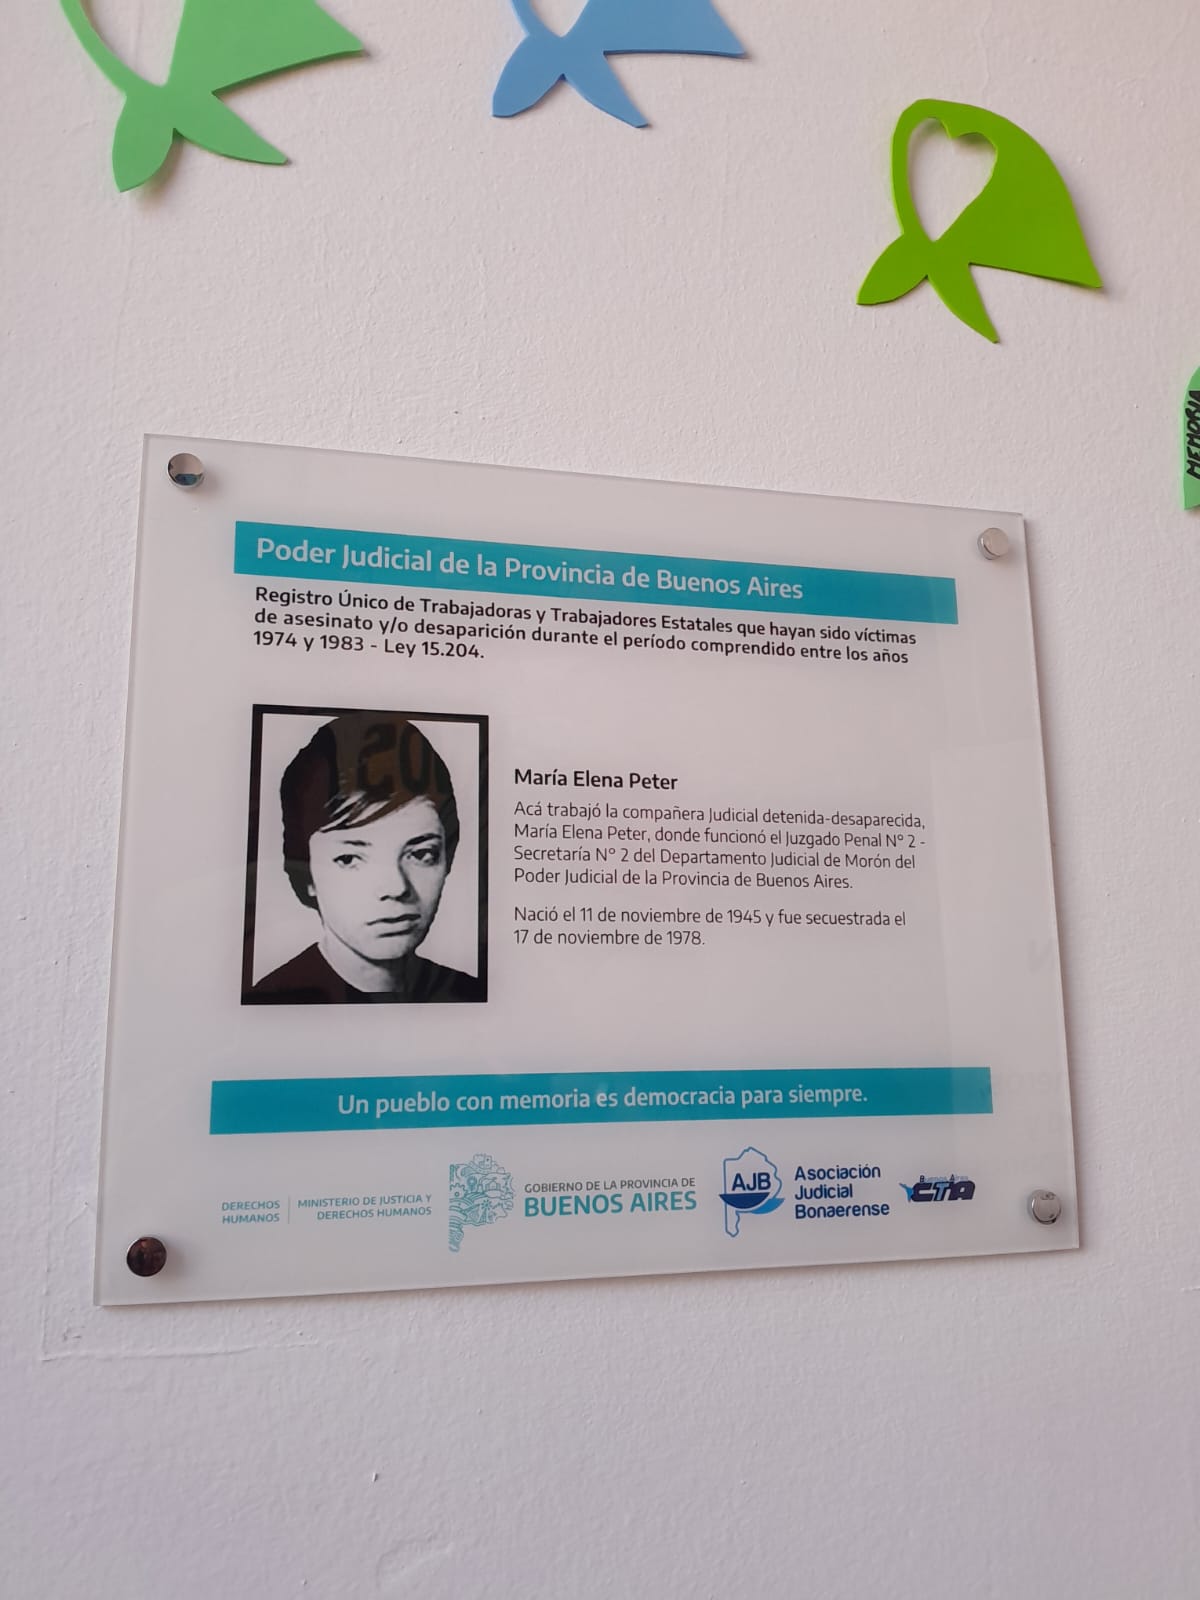 MEMORIA
Poder Judicial de la Provincia de Buenos Aires
Registro Único de Trabajadoras y Trabajadores Estatales que hayan sido víctimas
de asesinato y/o desaparición durante el período comprendido entre los años
1974 y 1983 - Ley 15.204.
María Elena Peter
Acá trabajó la compañera Judicial detenida-desaparecida,
María Elena Peter, donde funcionó el Juzgado Penal Nº 2 -
Secretaría Nº 2 del Departamento Judicial de Morón del
Poder Judicial de la Provincia de Buenos Aires.
Nació el 11 de noviembre de 1945 y fue secuestrada el
17 de noviembre de 1978.
Un pueblo con memoria es democracia para siempre.
DERECHOS
HUMANOS
MINISTERIO DE JUSTICIA Y
DERECHOS HUMANOS
GOBIERNO DE LA PROVINCIA DE
BUENOS AIRES
AJB
Asociación
Judicial
Bonaerense
Buenos Aires
CTA